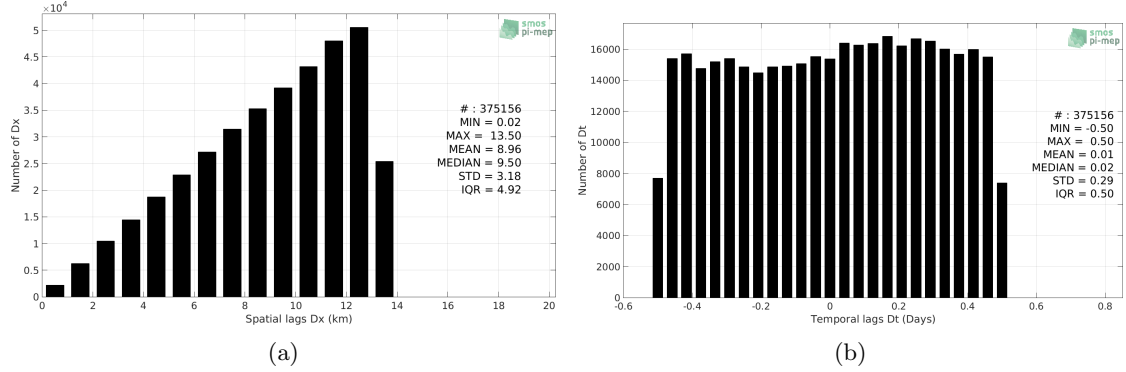 ×10⁴
5
4.5
4
3.5
3
2.5
2
1.5
1
0.5
0
Number of Dx
smos
pi-mep
# : 375156
MIN = 0.02
MAX = 13.50
MEAN = 8.96
MEDIAN = 9.50
STD = 3.18
IQR = 4.92
0 2 4 6 8 10 12 14 16 18 20
Spatial lags Dx (km)
(a)
16000
14000
12000
10000
8000
6000
4000
2000
0
Number of Dt
smos
pi-mep
# : 375156
MIN = -0.50
MAX = 0.50
MEAN = 0.01
MEDIAN = 0.02
STD = 0.29
IQR = 0.50
-0.6 -0.4 -0.2 0 0.2 0.4 0.6 0.8
Temporal lags Dt (Days)
(b)